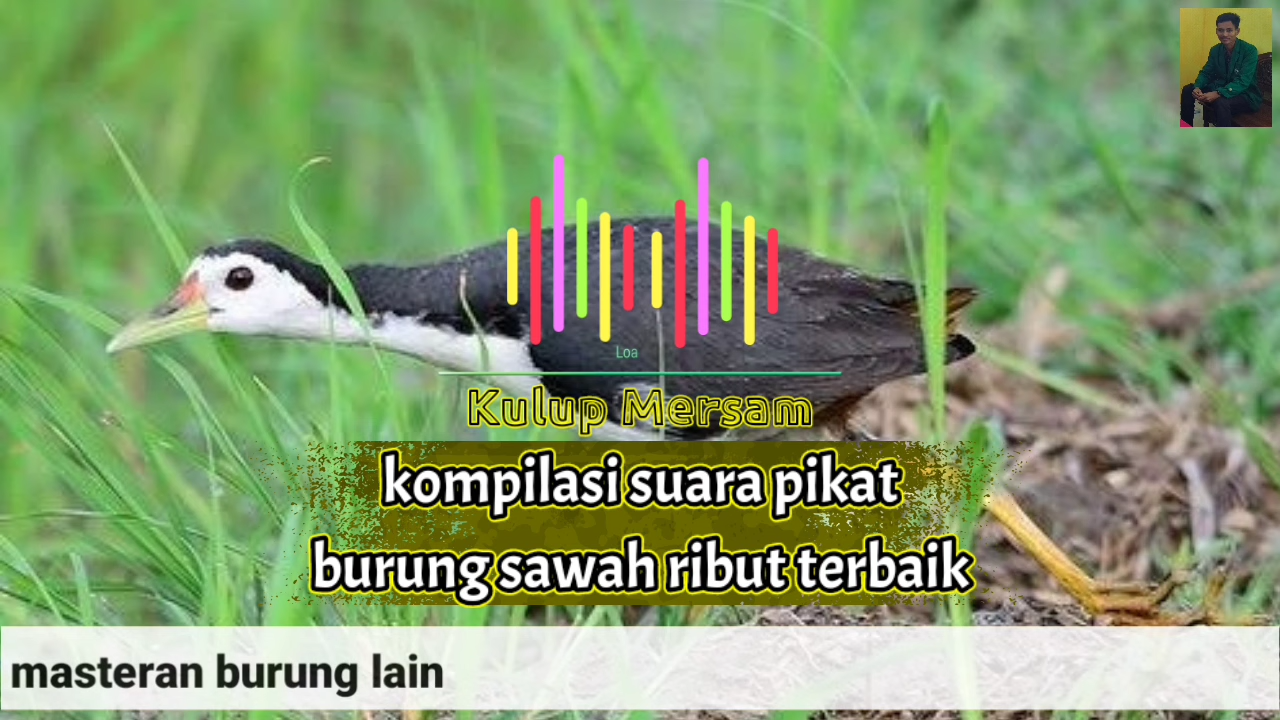 Loa
Kulup Mersam
kompilasi suara pikat
burung sawah ribut terbaik
masteran burung lain